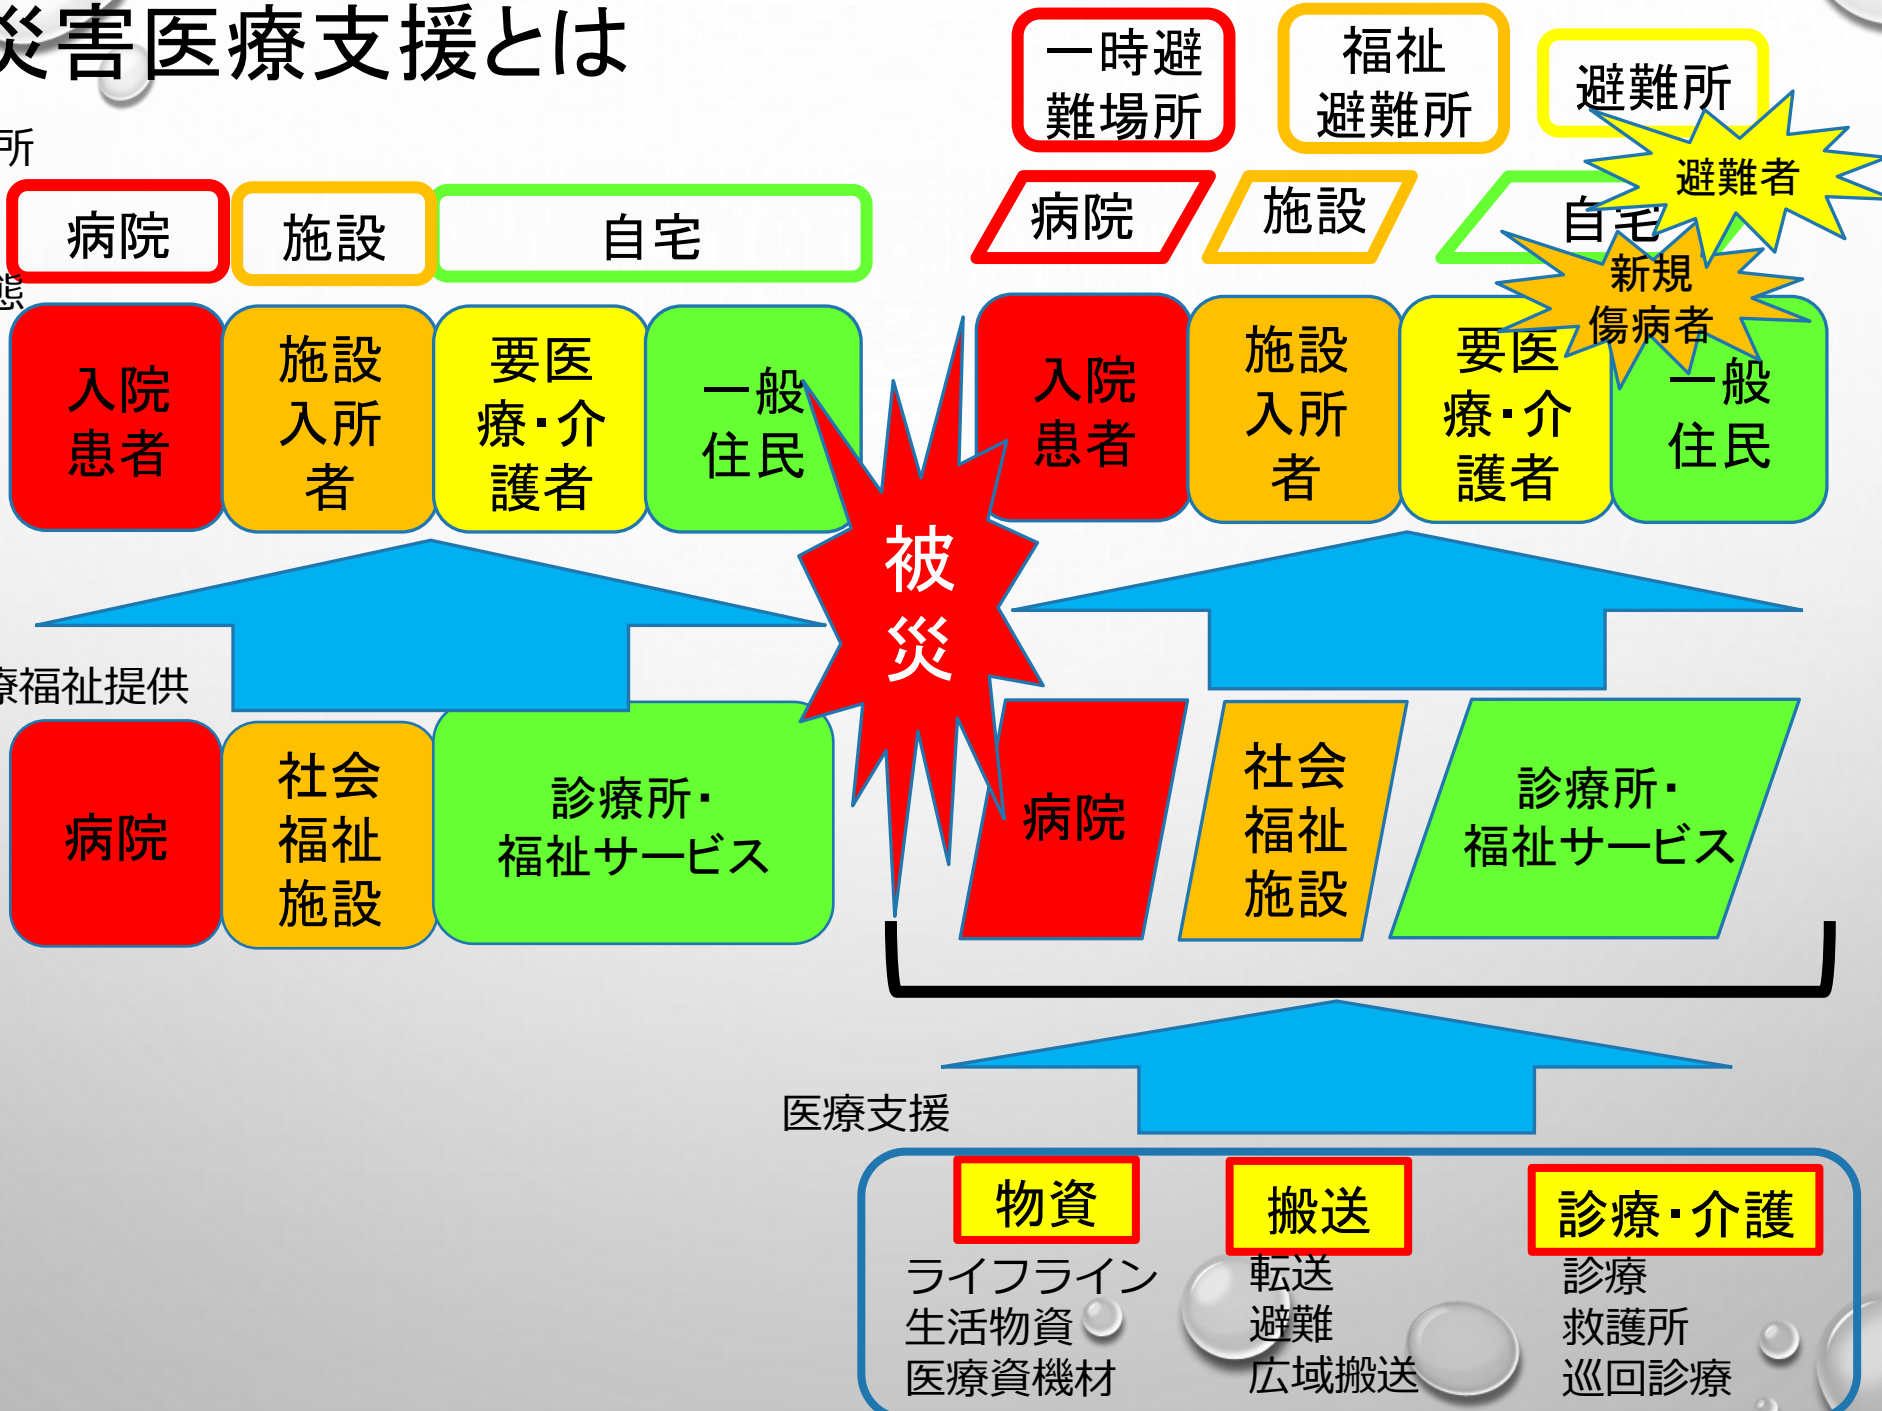 災害医療支援とは
所
病院
施設
自宅
態
入院
患者
施設
入所
者
要医
療・介
護者
一般
住民
療福祉提供
病院
社会
福祉
施設
診療所・
福祉サービス
被
災
一時避
難場所
福祉
避難所
避難所
避難者
病院
施設
自宅
新規
傷病者
入院
患者
施設
入所
者
要医
療・介
護者
一般
住民
病院
社会
福祉
施設
診療所・
福祉サービス
医療支援
物資
ライフライン
生活物資
医療資機材
搬送
転送
避難
広域搬送
診療・介護
診療
救護所
巡回診療